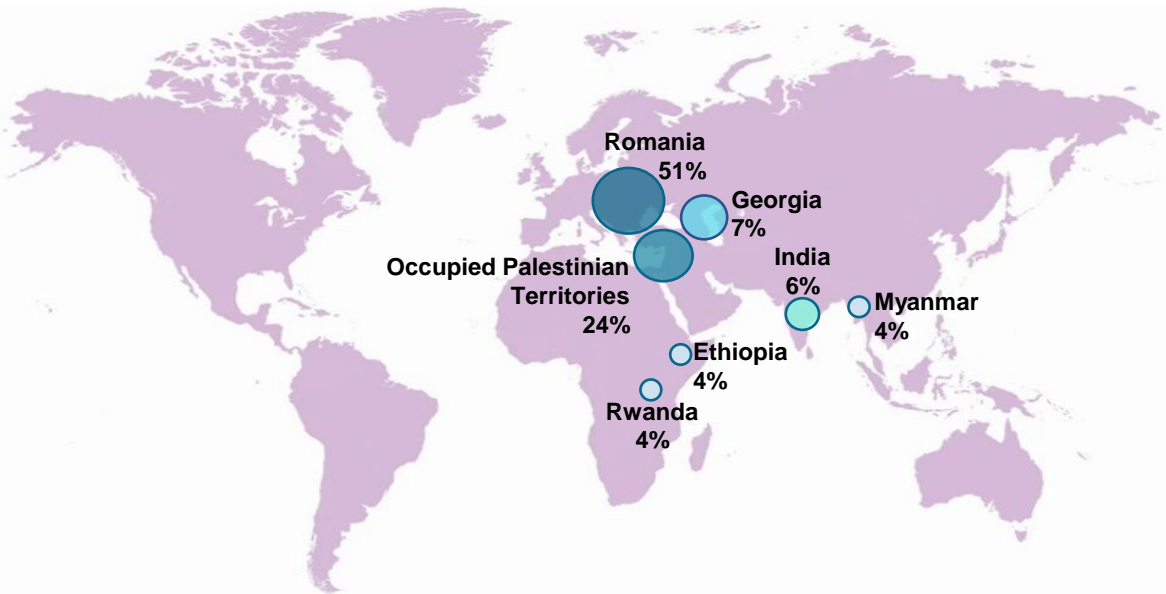 Romania
51%
Georgia
7%
Occupied Palestinian
Territories
24%
India
6%
Myanmar
4%
Ethiopia
4%
Rwanda
4%